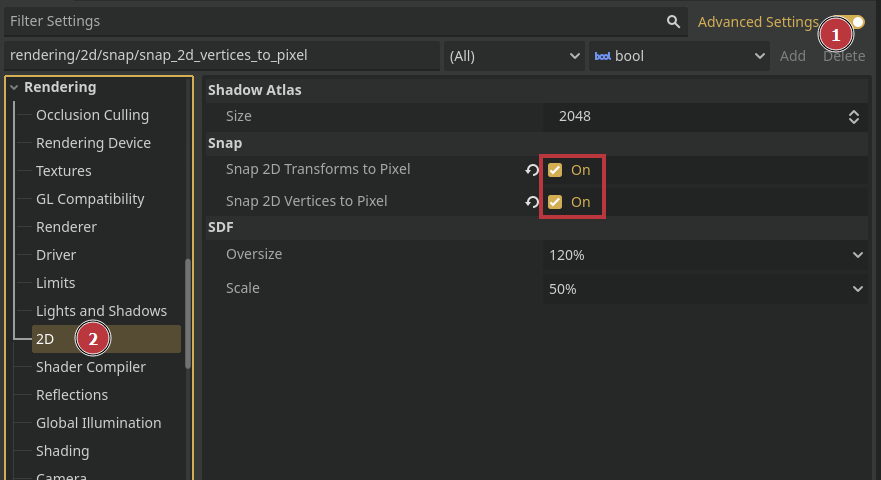 Filter Settings
Advanced Settings
1
rendering/2d/snap/snap_2d_vertices_to_pixel
(All)
bool bool
Add
Delete
Rendering
Occlusion Culling
Rendering Device
Textures
GL Compatibility
Renderer
Driver
Limits
Lights and Shadows
2D
2
Shader Compiler
Reflections
Global Illumination
Shading
Camera
Shadow Atlas
Size 2048
Snap
Snap 2D Transforms to Pixel On
Snap 2D Vertices to Pixel On
SDF
Oversize 120%
Scale 50%